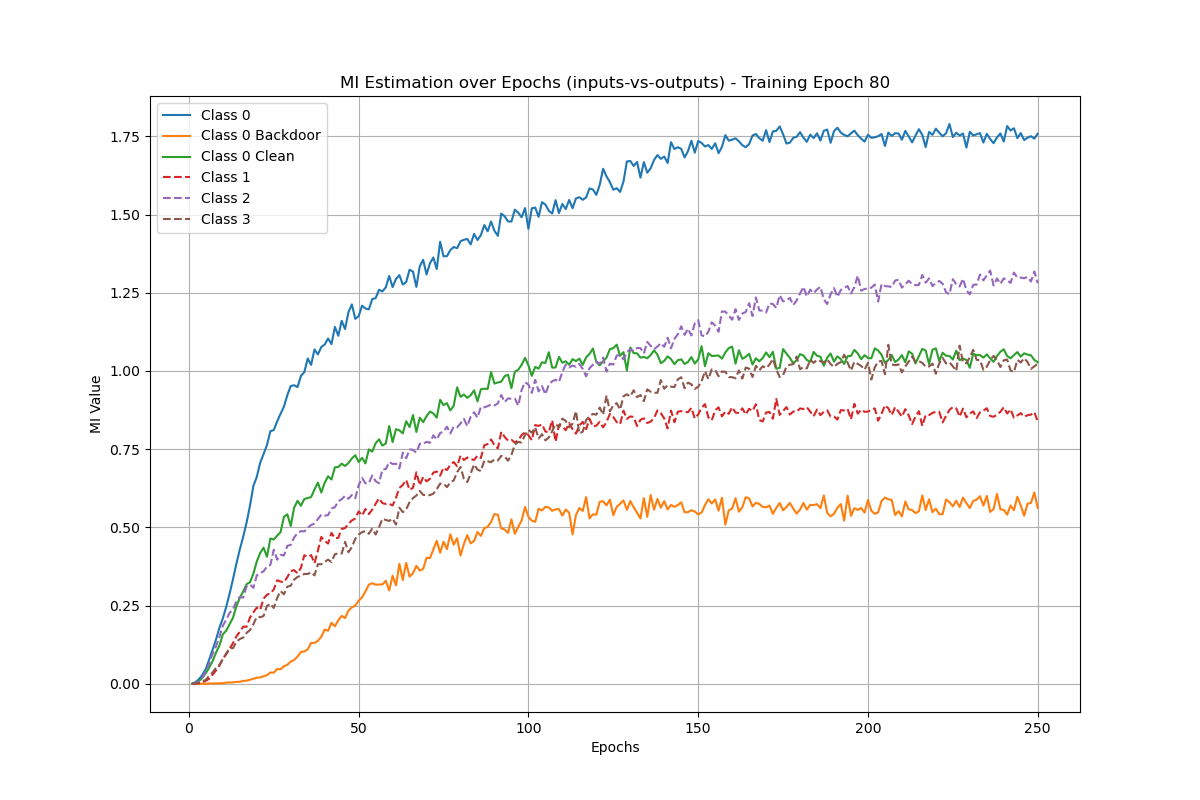 MI Estimation over Epochs (inputs-vs-outputs) - Training Epoch 80
Class 0
Class 0 Backdoor
Class 0 Clean
Class 1
Class 2
Class 3
MI Value
1.75
1.50
1.25
1.00
0.75
0.50
0.25
0.00
0 50 100 150 200 250
Epochs